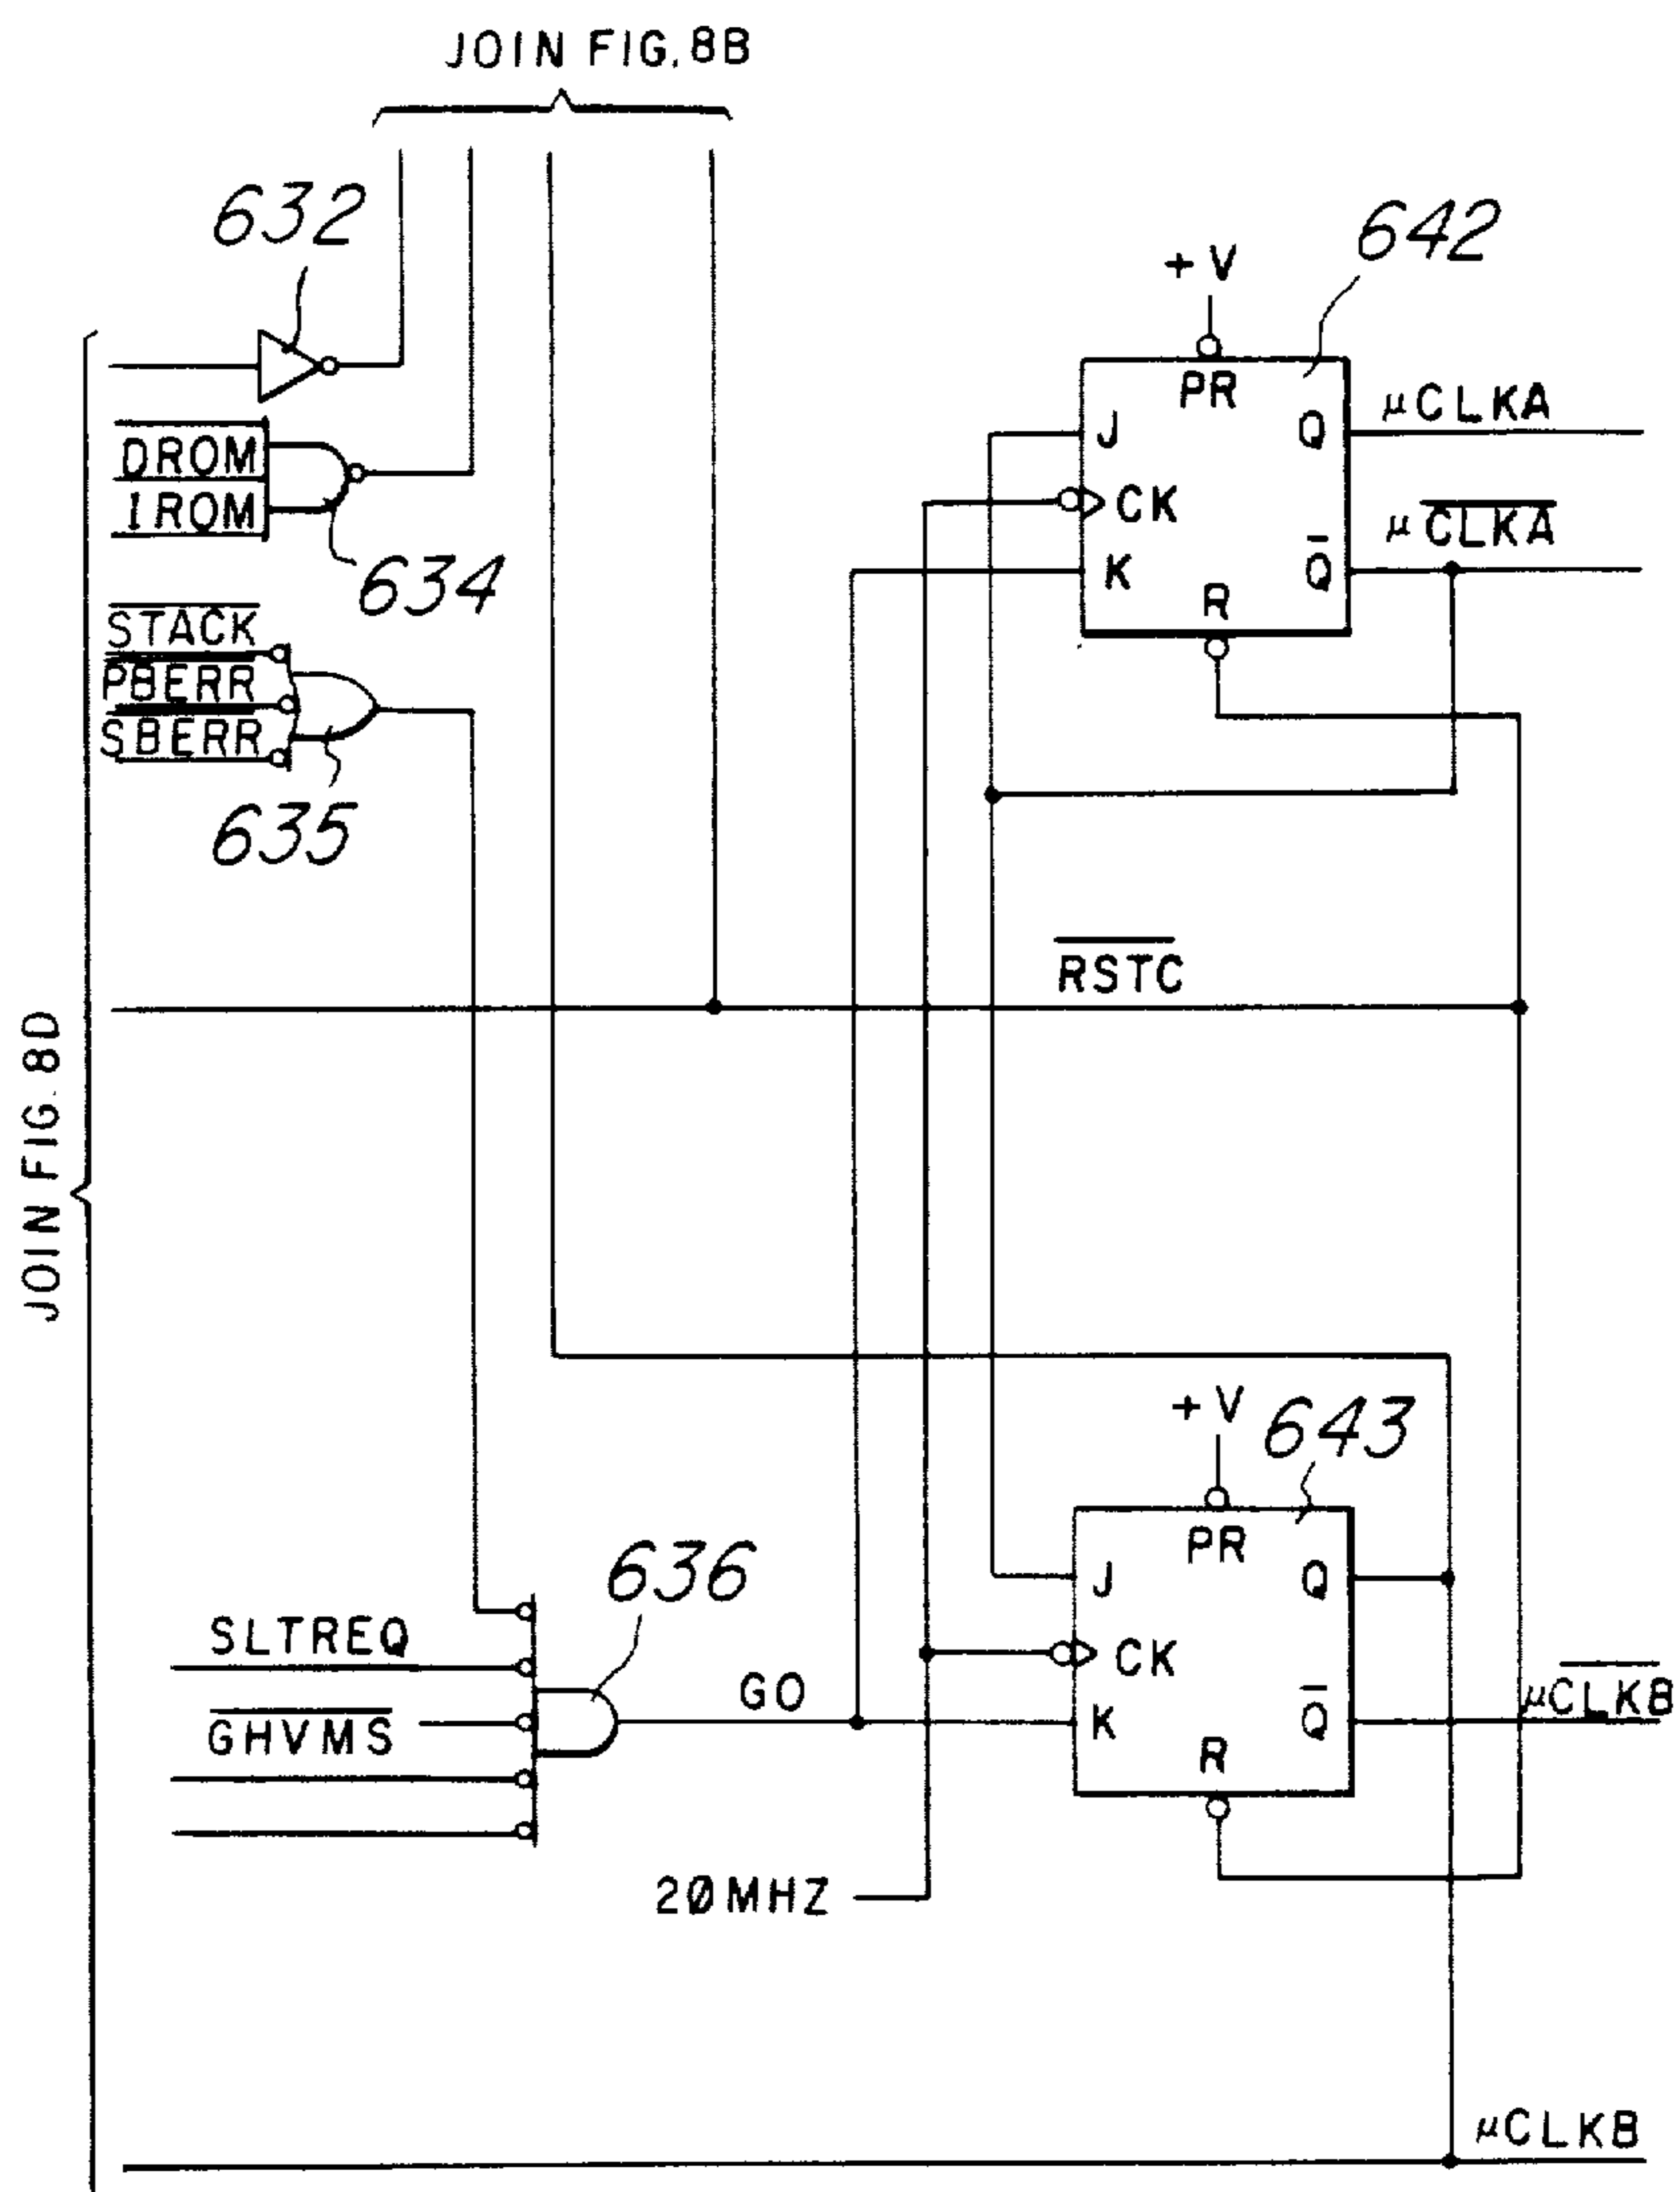 JOIN FIG. 8B
632
DROM
IROM
634
STACK
PBERR
SBERR
635
JOIN FIG. 8D
+V
642
PR
J
Q
μCLKA
CK
μCLKA
K
Q
R
RSTC
+V
643
PR
J
Q
636
SLTREQ
CK
GO
K
Q
μCLKB
GHVMS
R
20MHZ
μCLKB